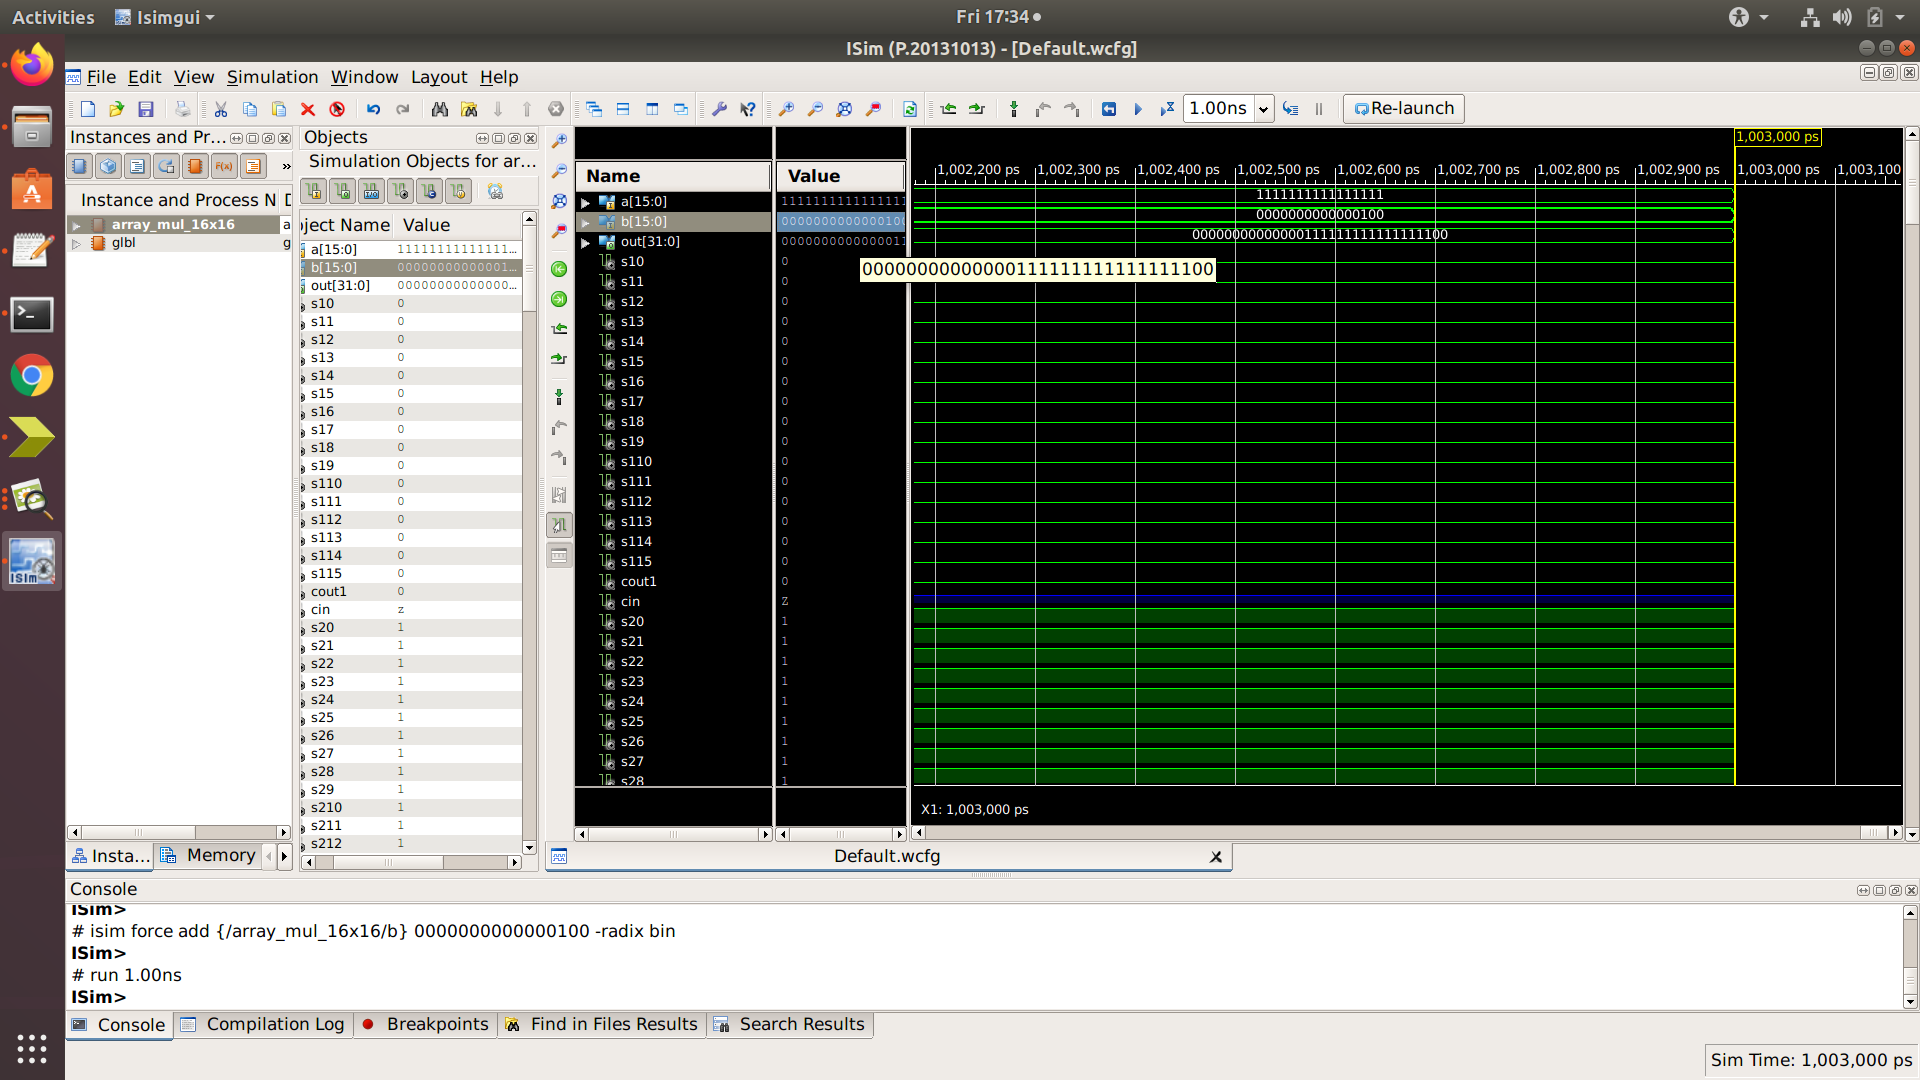 Activities
Isimgui
Fri 17:34
ISim (P.20131013) - [Default.wcfg]
File Edit View Simulation Window Layout Help
1.00ns
Re-launch
Instances and Pr...
Instance and Process N D
array_mul_16x16 a
glbl g
Insta...
Memory
Objects
Simulation Objects for ar...
bject Name Value
a[15:0] 11111111111111...
b[15:0] 00000000000001...
out[31:0] 00000000000000...
s10 0
s11 0
s12 0
s13 0
s14 0
s15 0
s16 0
s17 0
s18 0
s19 0
s110 0
s111 0
s112 0
s113 0
s114 0
s115 0
cout1 0
cin z
s20 1
s21 1
s22 1
s23 1
s24 1
s25 1
s26 1
s27 1
s28 1
s29 1
s210 1
s211 1
s212 1
Name Value
a[15:0] 1111111111111111
b[15:0] 0000000000000100
out[31:0] 00000000000000011
s10 0
s11 0
s12 0
s13 0
s14 0
s15 0
s16 0
s17 0
s18 0
s19 0
s110 0
s111 0
s112 0
s113 0
s114 0
s115 0
cout1 0
cin Z
s20 1
s21 1
s22 1
s23 1
s24 1
s25 1
s26 1
s27 1
s28 1
1,003,000 ps
1,002,200 ps 1,002,300 ps 1,002,400 ps 1,002,500 ps 1,002,600 ps 1,002,700 ps 1,002,800 ps 1,002,900 ps 1,003,000 ps 1,003,100
1111111111111111
0000000000000100
00000000000000111111111111111100
00000000000000111111111111111100
X1: 1,003,000 ps
Default.wcfg
Console
ISim>
# isim force add {/array_mul_16x16/b} 0000000000000100 -radix bin
ISim>
# run 1.00ns
ISim>
Console
Compilation Log
Breakpoints
Find in Files Results
Search Results
Sim Time: 1,003,000 ps